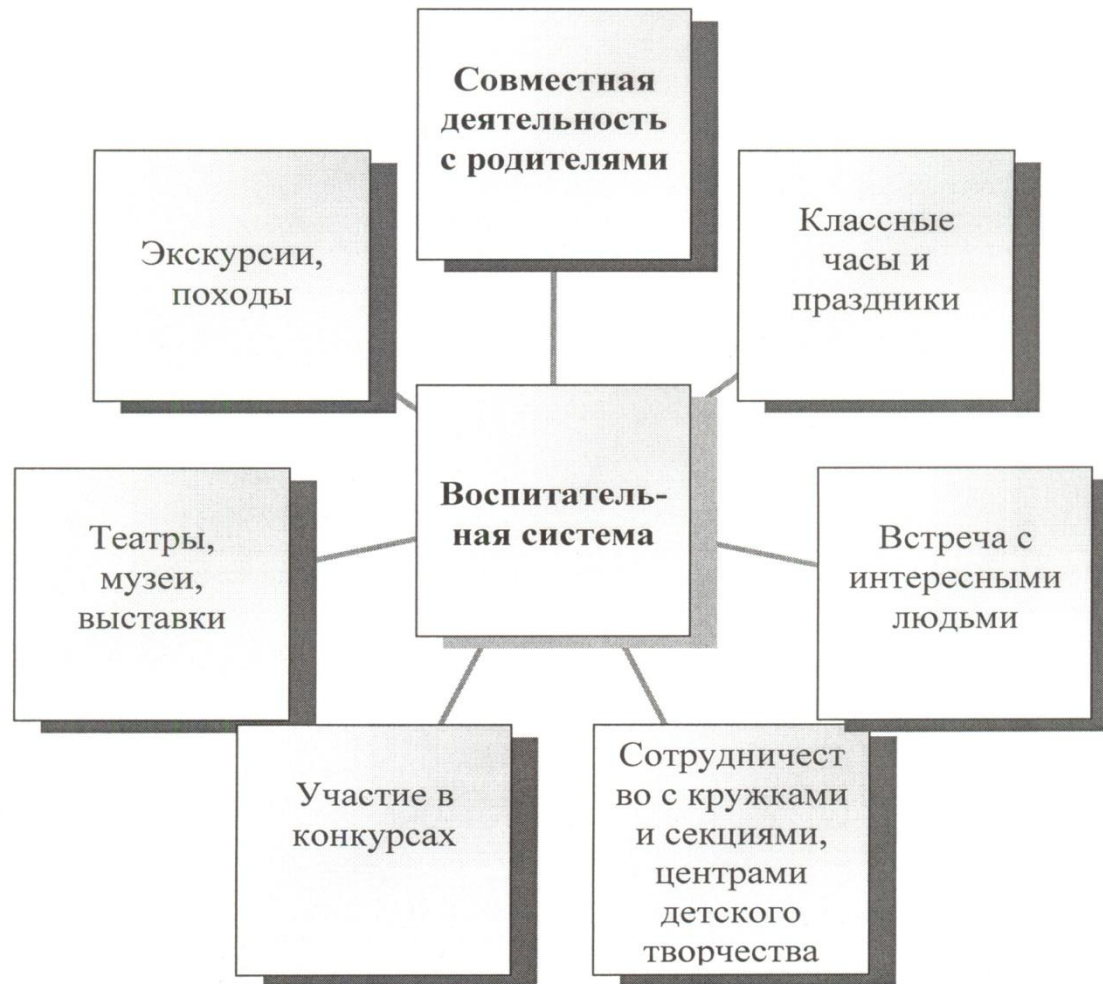 Совместная
деятельность
с родителями
Экскурсии,
походы
Классные
часы и
праздники
Воспитатель-
ная система
Театры,
музеи,
выставки
Встреча с
интересными
людьми
Участие в
конкурсах
Сотрудничест
во с кружками
и секциями,
центрами
детского
творчества